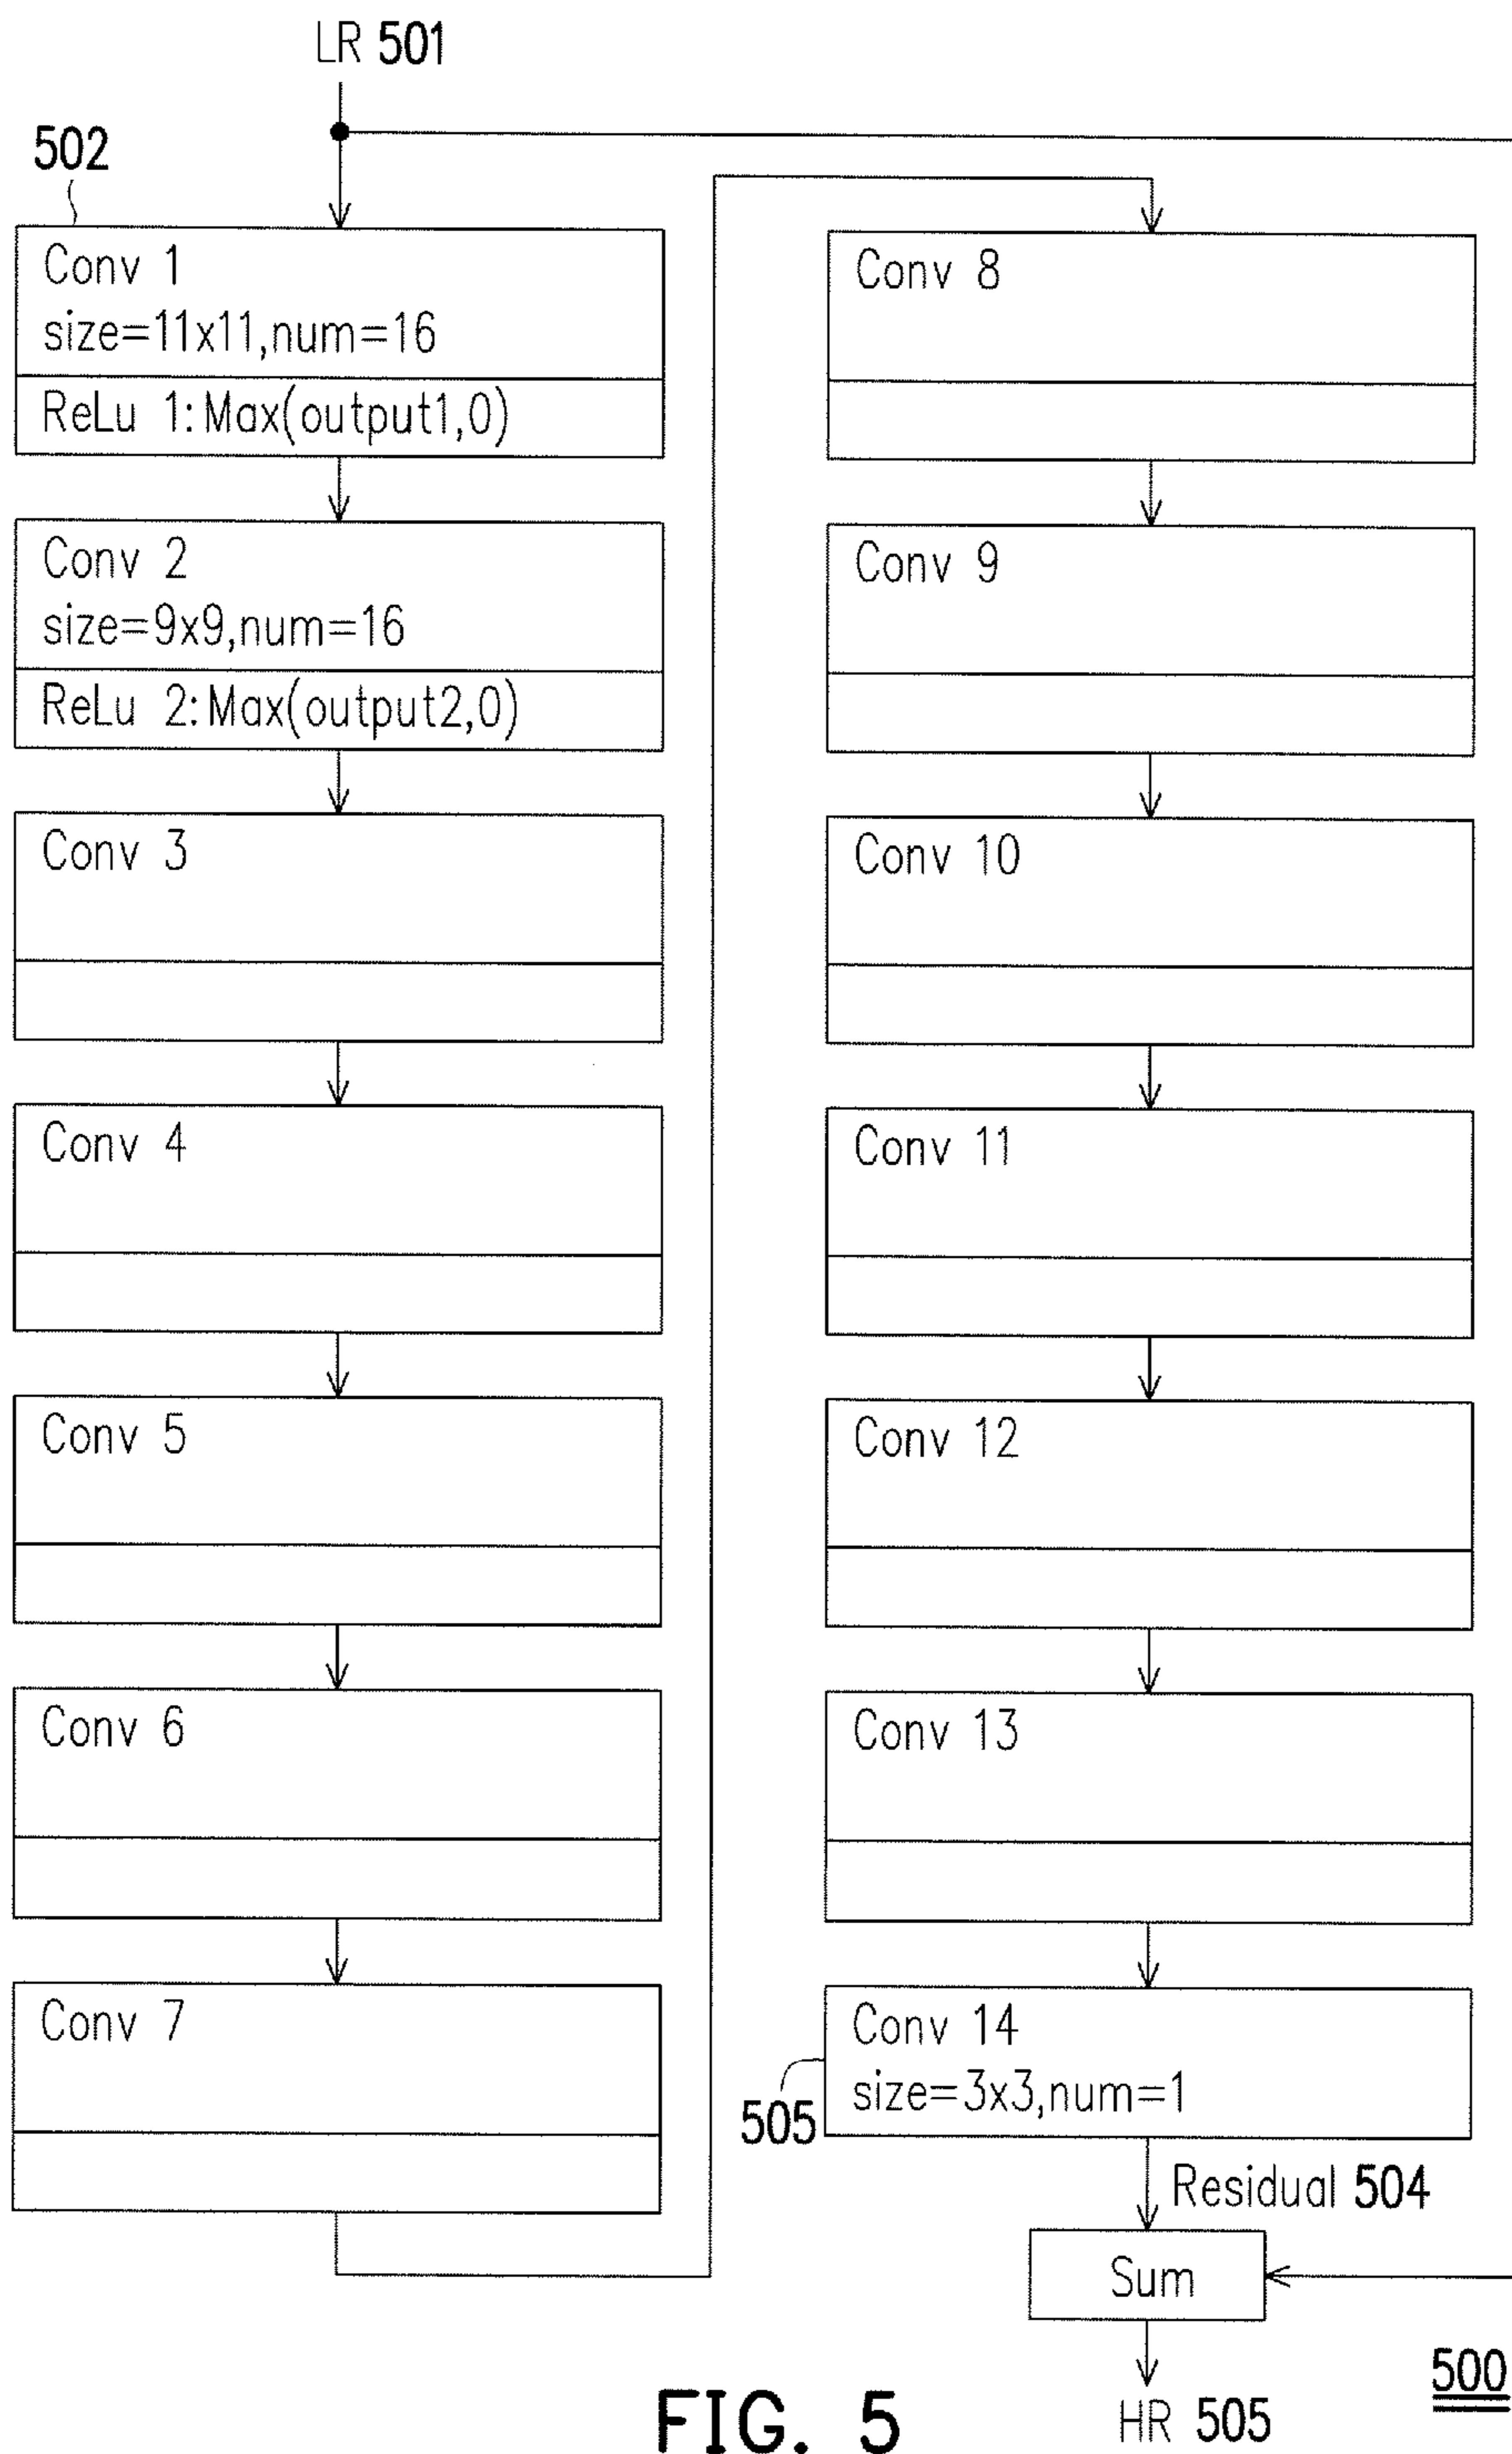 LR 501
502
Conv 1
size=11x11,num=16
ReLu 1:Max(output1,0)
Conv 2
size=9x9,num=16
ReLu 2:Max(output2,0)
Conv 3
Conv 4
Conv 5
Conv 6
Conv 7
Conv 8
Conv 9
Conv 10
Conv 11
Conv 12
Conv 13
Conv 14
size=3x3,num=1
505
Residual 504
Sum
HR 505
500
FIG. 5